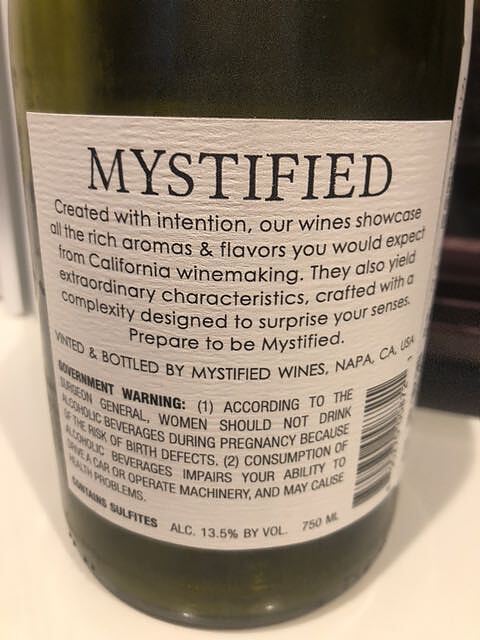 MYSTIFIED
Created with intention, our wines showcase
all the rich aromas & flavors you would expect
from California winemaking. They also yield
extraordinary characteristics, crafted with a
complexity designed to surprise your senses.
Prepare to be Mystified.
VINTED & BOTTLED BY MYSTIFIED WINES, NAPA, CA, USA
GOVERNMENT WARNING: (1) ACCORDING TO THE
SURGEON GENERAL, WOMEN SHOULD NOT DRINK
ALCOHOLIC BEVERAGES DURING PREGNANCY BECAUSE
OF THE RISK OF BIRTH DEFECTS. (2) CONSUMPTION OF
ALCOHOLIC BEVERAGES IMPAIRS YOUR ABILITY TO
DRIVE A CAR OR OPERATE MACHINERY, AND MAY CAUSE
HEALTH PROBLEMS.
CONTAINS SULFITES ALC. 13.5% BY VOL. 750 ML